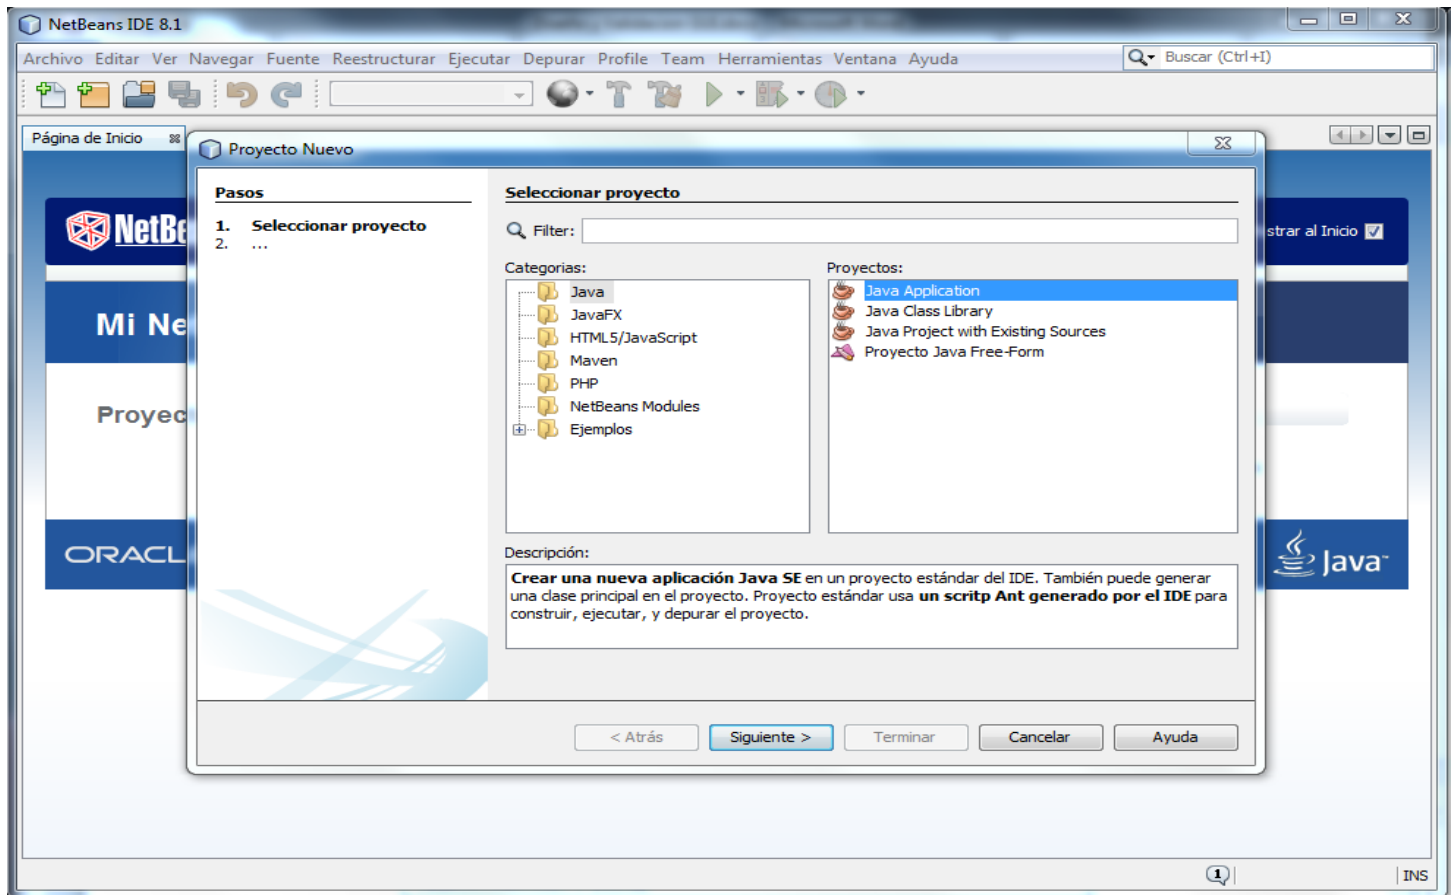 NetBeans IDE 8.1
Archivo Editar Ver Navegar Fuente Reestructurar Ejecutar Depurar Profile Team Herramientas Ventana Ayuda
Buscar (Ctrl+I)
Página de Inicio
Proyecto Nuevo
Pasos
1. Seleccionar proyecto
2. ...
Seleccionar proyecto
Filter:
Categorias:
Java
JavaFX
HTML5/JavaScript
Maven
PHP
NetBeans Modules
Ejemplos
Proyectos:
Java Application
Java Class Library
Java Project with Existing Sources
Proyecto Java Free-Form
Descripción:
Crear una nueva aplicación Java SE en un proyecto estándar del IDE. También puede generar
una clase principal en el proyecto. Proyecto estándar usa un scritp Ant generado por el IDE para
construir, ejecutar, y depurar el proyecto.
< Atrás
Siguiente >
Terminar
Cancelar
Ayuda
NetBe
strar al Inicio
Mi Ne
Proyec
ORACL
Java
1
INS